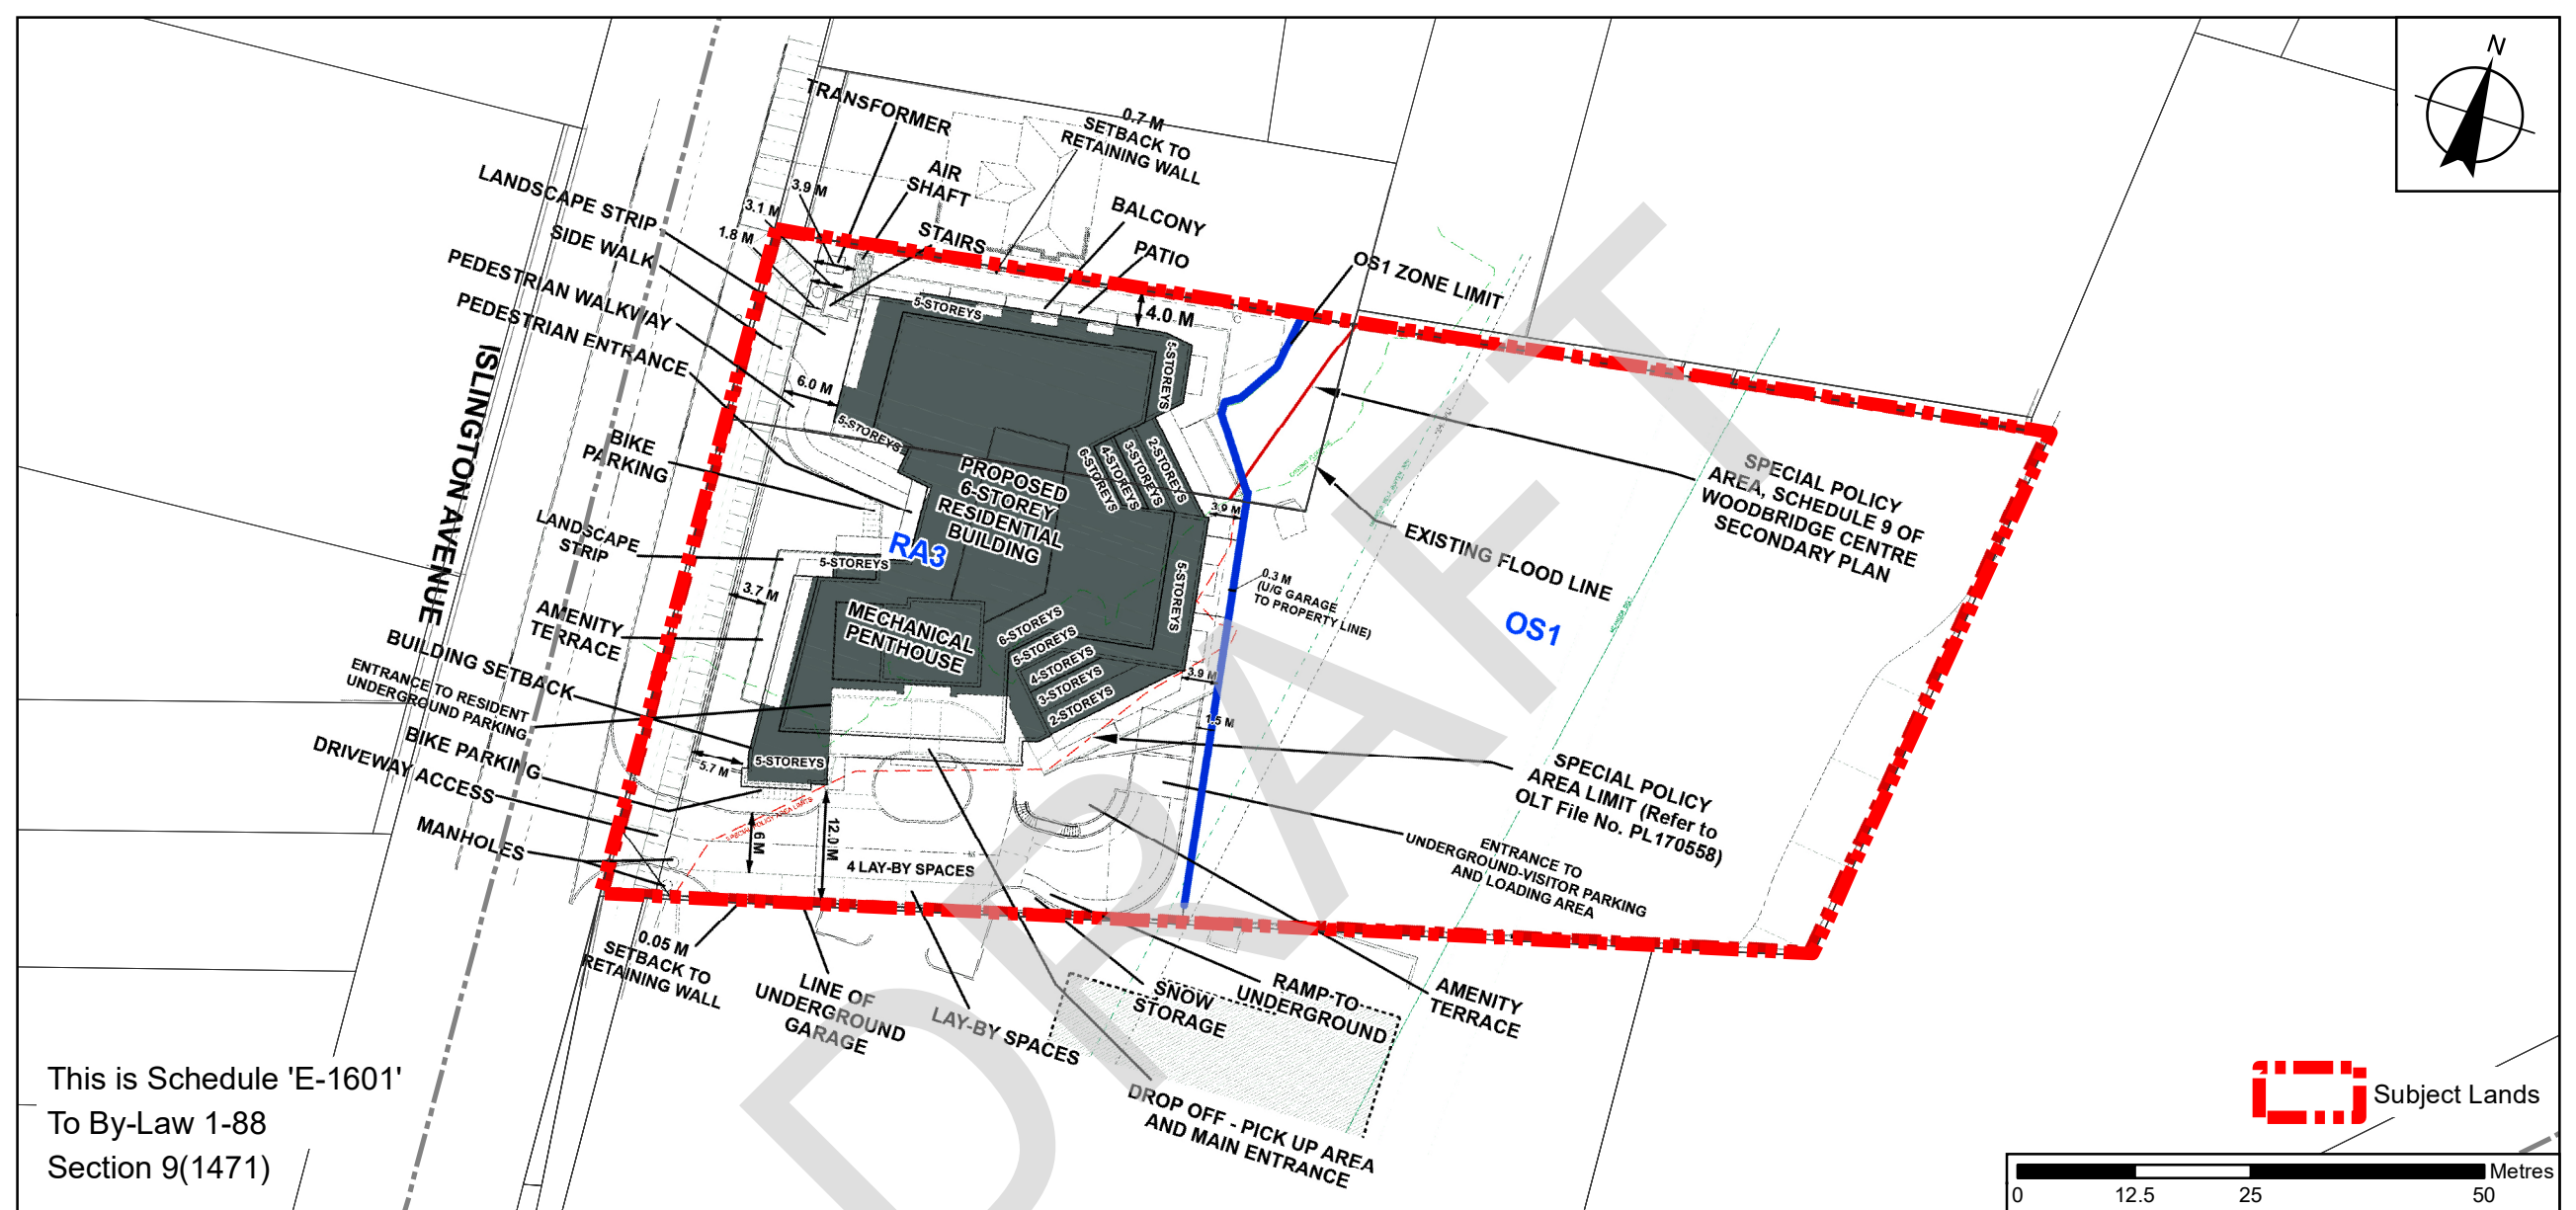 N
TRANSFORMER
0.7 M
SETBACK TO
RETAINING WALL
AIR
SHAFT
3.9 M
LANDSCAPE STRIP
3.1 M
BALCONY
SIDE WALK
1.8 M
STAIRS
PATIO
PEDESTRIAN WALKWAY
OS1 ZONE LIMIT
PEDESTRIAN ENTRANCE
5-STOREYS
4.0 M
5-STOREYS
ISLINGTON AVENUE
6.0 M
5-STOREYS
BIKE
PARKING
6-STOREYS
4-STOREYS
3-STOREYS
2-STOREYS
PROPOSED
6-STOREY
RESIDENTIAL
BUILDING
SPECIAL POLICY
AREA, SCHEDULE 9 OF
WOODBRIDGE CENTRE
SECONDARY PLAN
3.9 M
LANDSCAPE
STRIP
RA3
EXISTING FLOOD LINE
5-STOREYS
5-STOREYS
0.3 M
(U/G GARAGE
TO PROPERTY LINE)
3.7 M
OS1
AMENITY
TERRACE
MECHANICAL
PENTHOUSE
6-STOREYS
5-STOREYS
4-STOREYS
3-STOREYS
2-STOREYS
BUILDING SETBACK
3.9 M
ENTRANCE TO RESIDENT
UNDERGROUND PARKING
1.5 M
BIKE PARKING
5.7 M
5-STOREYS
DRIVEWAY ACCESS
SPECIAL POLICY
AREA LIMIT (Refer to
OLT File No. PL170558)
MANHOLES
6 M
12.0 M
4 LAY-BY SPACES
ENTRANCE TO
UNDERGROUND-VISITOR PARKING
AND LOADING AREA
0.05 M
SETBACK TO
RETAINING WALL
LINE OF
UNDERGROUND
GARAGE
LAY-BY SPACES
SNOW
STORAGE
RAMP TO
UNDERGROUND
AMENITY
TERRACE
DROP OFF - PICK UP AREA
AND MAIN ENTRANCE
DRAFT
This is Schedule 'E-1601'
To By-Law 1-88
Section 9(1471)
Subject Lands
Metres
0 12.5 25 50